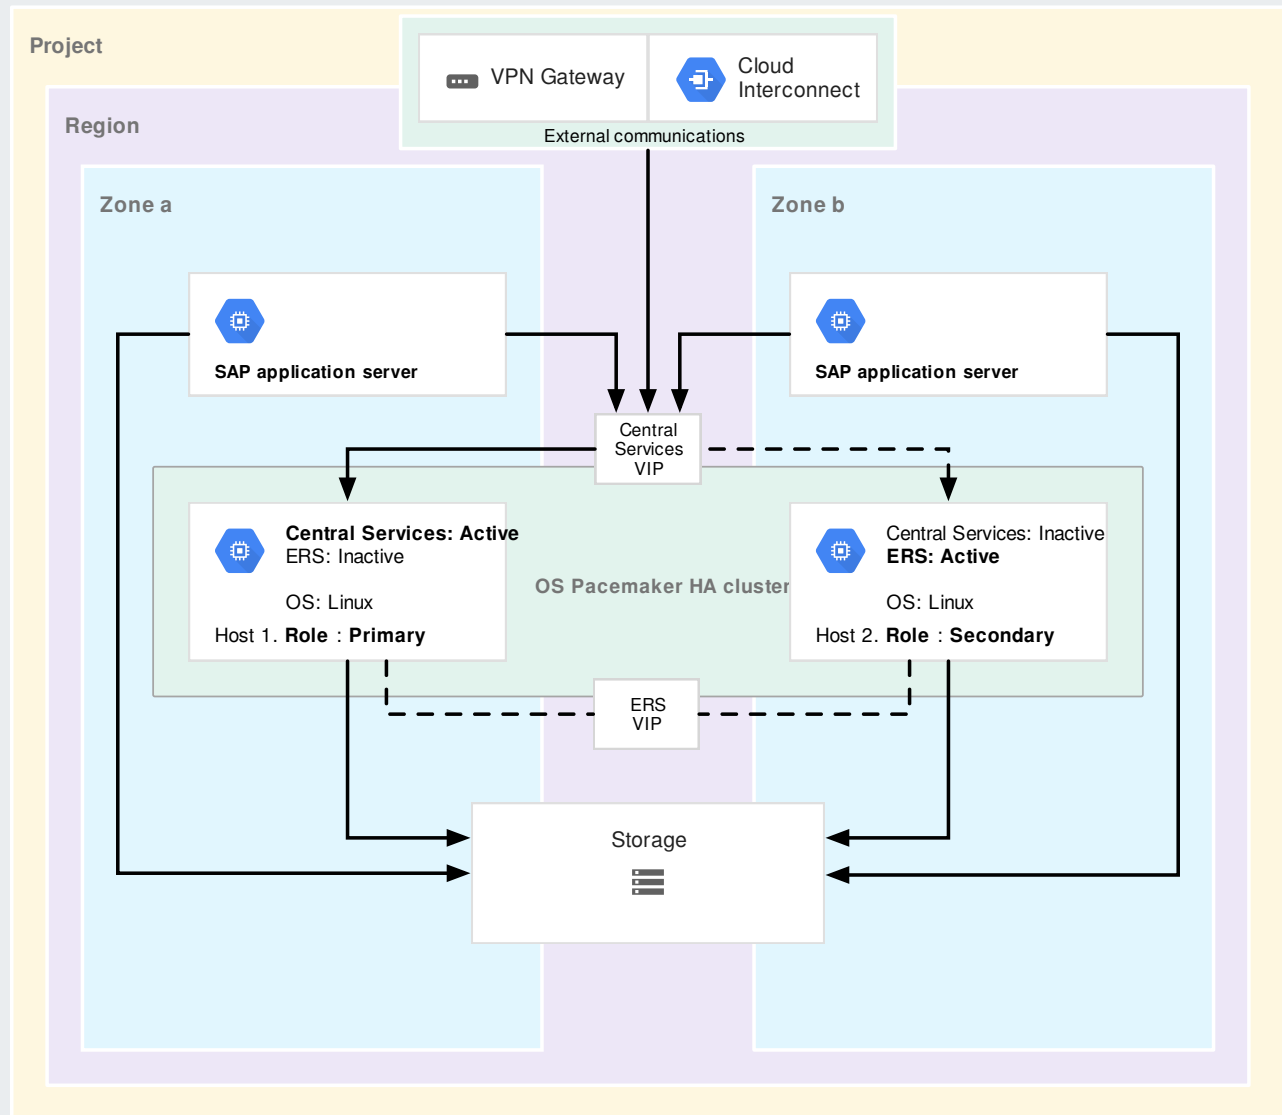 Project
VPN Gateway
Cloud
Interconnect
External communications
Region
Zone a
Zone b
SAP application server
SAP application server
Central
Services
VIP
Central Services: Active
ERS: Inactive
OS: Linux
Host 1. Role : Primary
OS Pacemaker HA cluster
Central Services: Inactive
ERS: Active
OS: Linux
Host 2. Role : Secondary
ERS
VIP
Storage